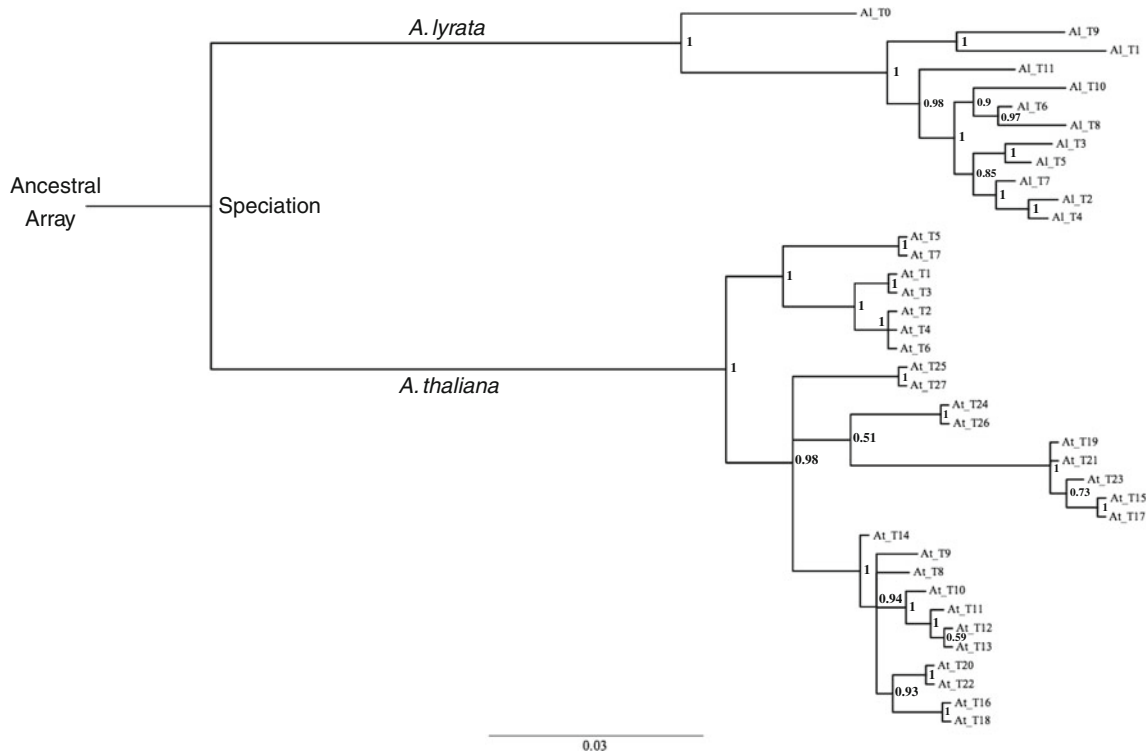 Al_T0
A. lyrata
Al_T9
1
1
Al_T1
1
Al_T11
Al_T10
0.98
0.9
Al_T6
0.97
Al_T8
1
Al_T3
1
Al_T5
0.85
Al_T7
1
Al_T2
1
Al_T4
Ancestral
Array
Speciation
At_T5
1
At_T7
1
At_T1
1
At_T3
1
At_T2
1
At_T4
At_T6
1
At_T25
1
At_T27
A. thaliana
At_T24
1
At_T26
0.51
0.98
At_T19
At_T21
1
At_T23
0.73
At_T15
1
At_T17
At_T14
At_T9
1
At_T8
At_T10
0.94
1
At_T11
1
At_T12
0.59
At_T13
At_T20
1
At_T22
0.93
At_T16
1
At_T18
0.03